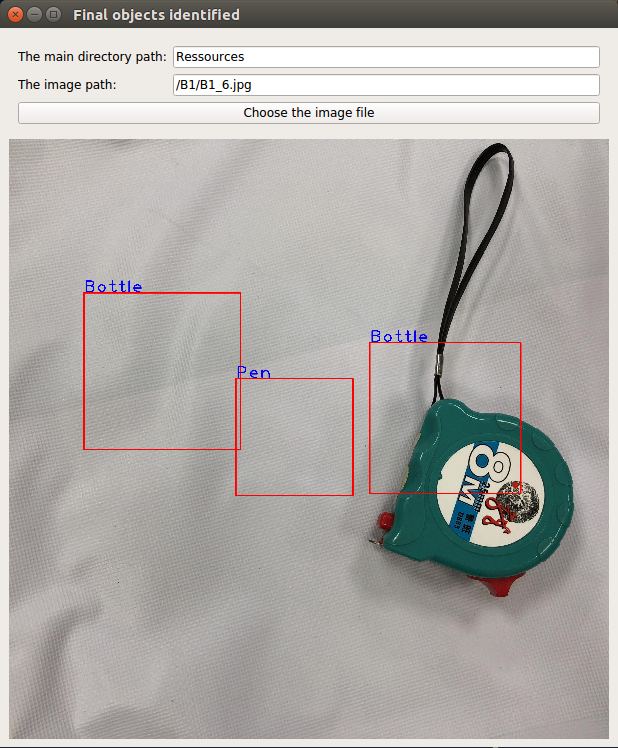 Final objects identified
The main directory path: Ressources
The image path: /B1/B1_6.jpg
Choose the image file
Bottle
Bottle
Pen
8M
25mm